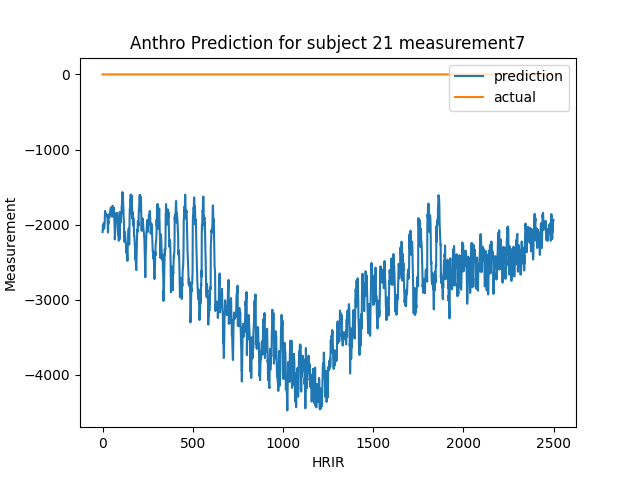 Anthro Prediction for subject 21 measurement7
prediction
actual
0
−1000
−2000
−3000
−4000
Measurement
0
500
1000
1500
2000
2500
HRIR